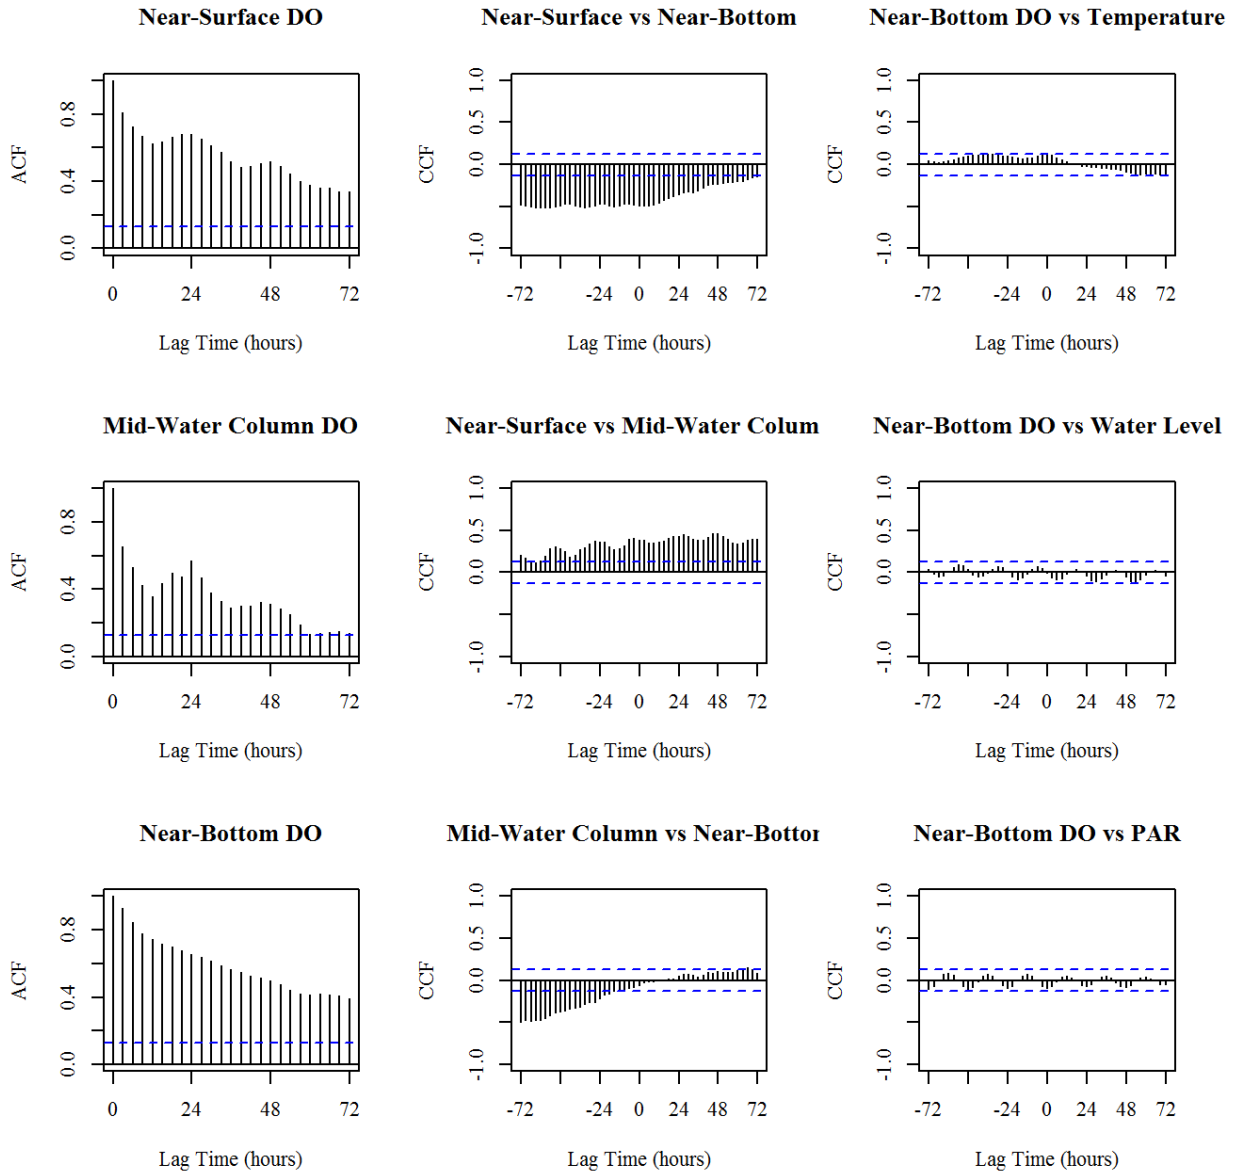 Near-Surface DO
ACF
0.0 0.4 0.8
0 24 48 72
Lag Time (hours)
Near-Surface vs Near-Bottom
CCF
-1.0 0.0 0.5 1.0
-72 -24 0 24 48 72
Lag Time (hours)
Near-Bottom DO vs Temperature
CCF
-1.0 0.0 0.5 1.0
-72 -24 0 24 48 72
Lag Time (hours)
Mid-Water Column DO
ACF
0.0 0.4 0.8
0 24 48 72
Lag Time (hours)
Near-Surface vs Mid-Water Colum
CCF
-1.0 0.0 0.5 1.0
-72 -24 0 24 48 72
Lag Time (hours)
Near-Bottom DO vs Water Level
CCF
-1.0 0.0 0.5 1.0
-72 -24 0 24 48 72
Lag Time (hours)
Near-Bottom DO
ACF
0.0 0.4 0.8
0 24 48 72
Lag Time (hours)
Mid-Water Column vs Near-Bottor
CCF
-1.0 0.0 0.5 1.0
-72 -24 0 24 48 72
Lag Time (hours)
Near-Bottom DO vs PAR
CCF
-1.0 0.0 0.5 1.0
-72 -24 0 24 48 72
Lag Time (hours)